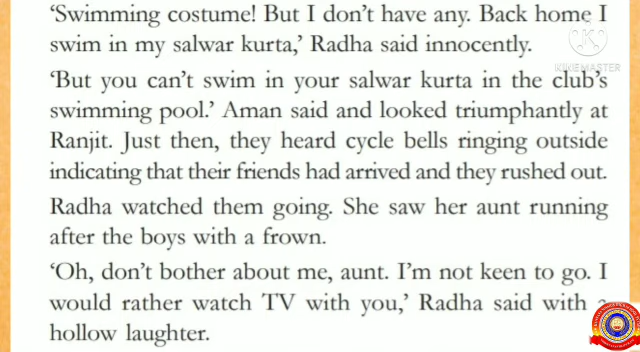 ‘Swimming costume! But I don’t have any. Back home I
swim in my salwar kurta,’ Radha said innocently.
KINEMASTER
‘But you can’t swim in your salwar kurta in the club’s
swimming pool.’ Aman said and looked triumphantly at
Ranjit. Just then, they heard cycle bells ringing outside
indicating that their friends had arrived and they rushed out.
Radha watched them going. She saw her aunt running
after the boys with a frown.
‘Oh, don’t bother about me, aunt. I’m not keen to go. I
would rather watch TV with you,’ Radha said with
hollow laughter.